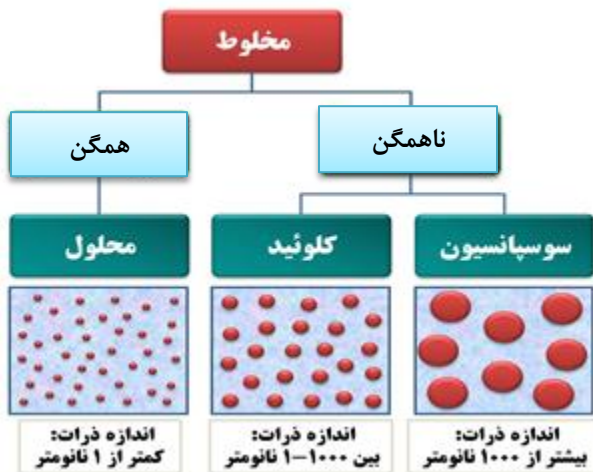 مخلوط
ناهمگن
همگن
سوسپانسیون
کلوئید
محلول
اندازه ذرات:
بیشتر از ۱۰۰۰ نانومتر
اندازه ذرات:
بین ۱۰۰۰–۱ نانومتر
اندازه ذرات:
کمتر از ۱ نانومتر